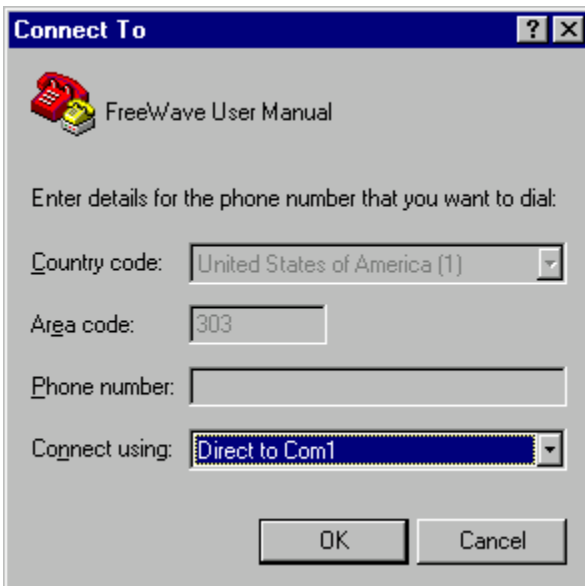 Connect To
FreeWave User Manual
Enter details for the phone number that you want to dial:
Country code: United States of America (1)
Area code: 303
Phone number:
Connect using: Direct to Com1
OK Cancel